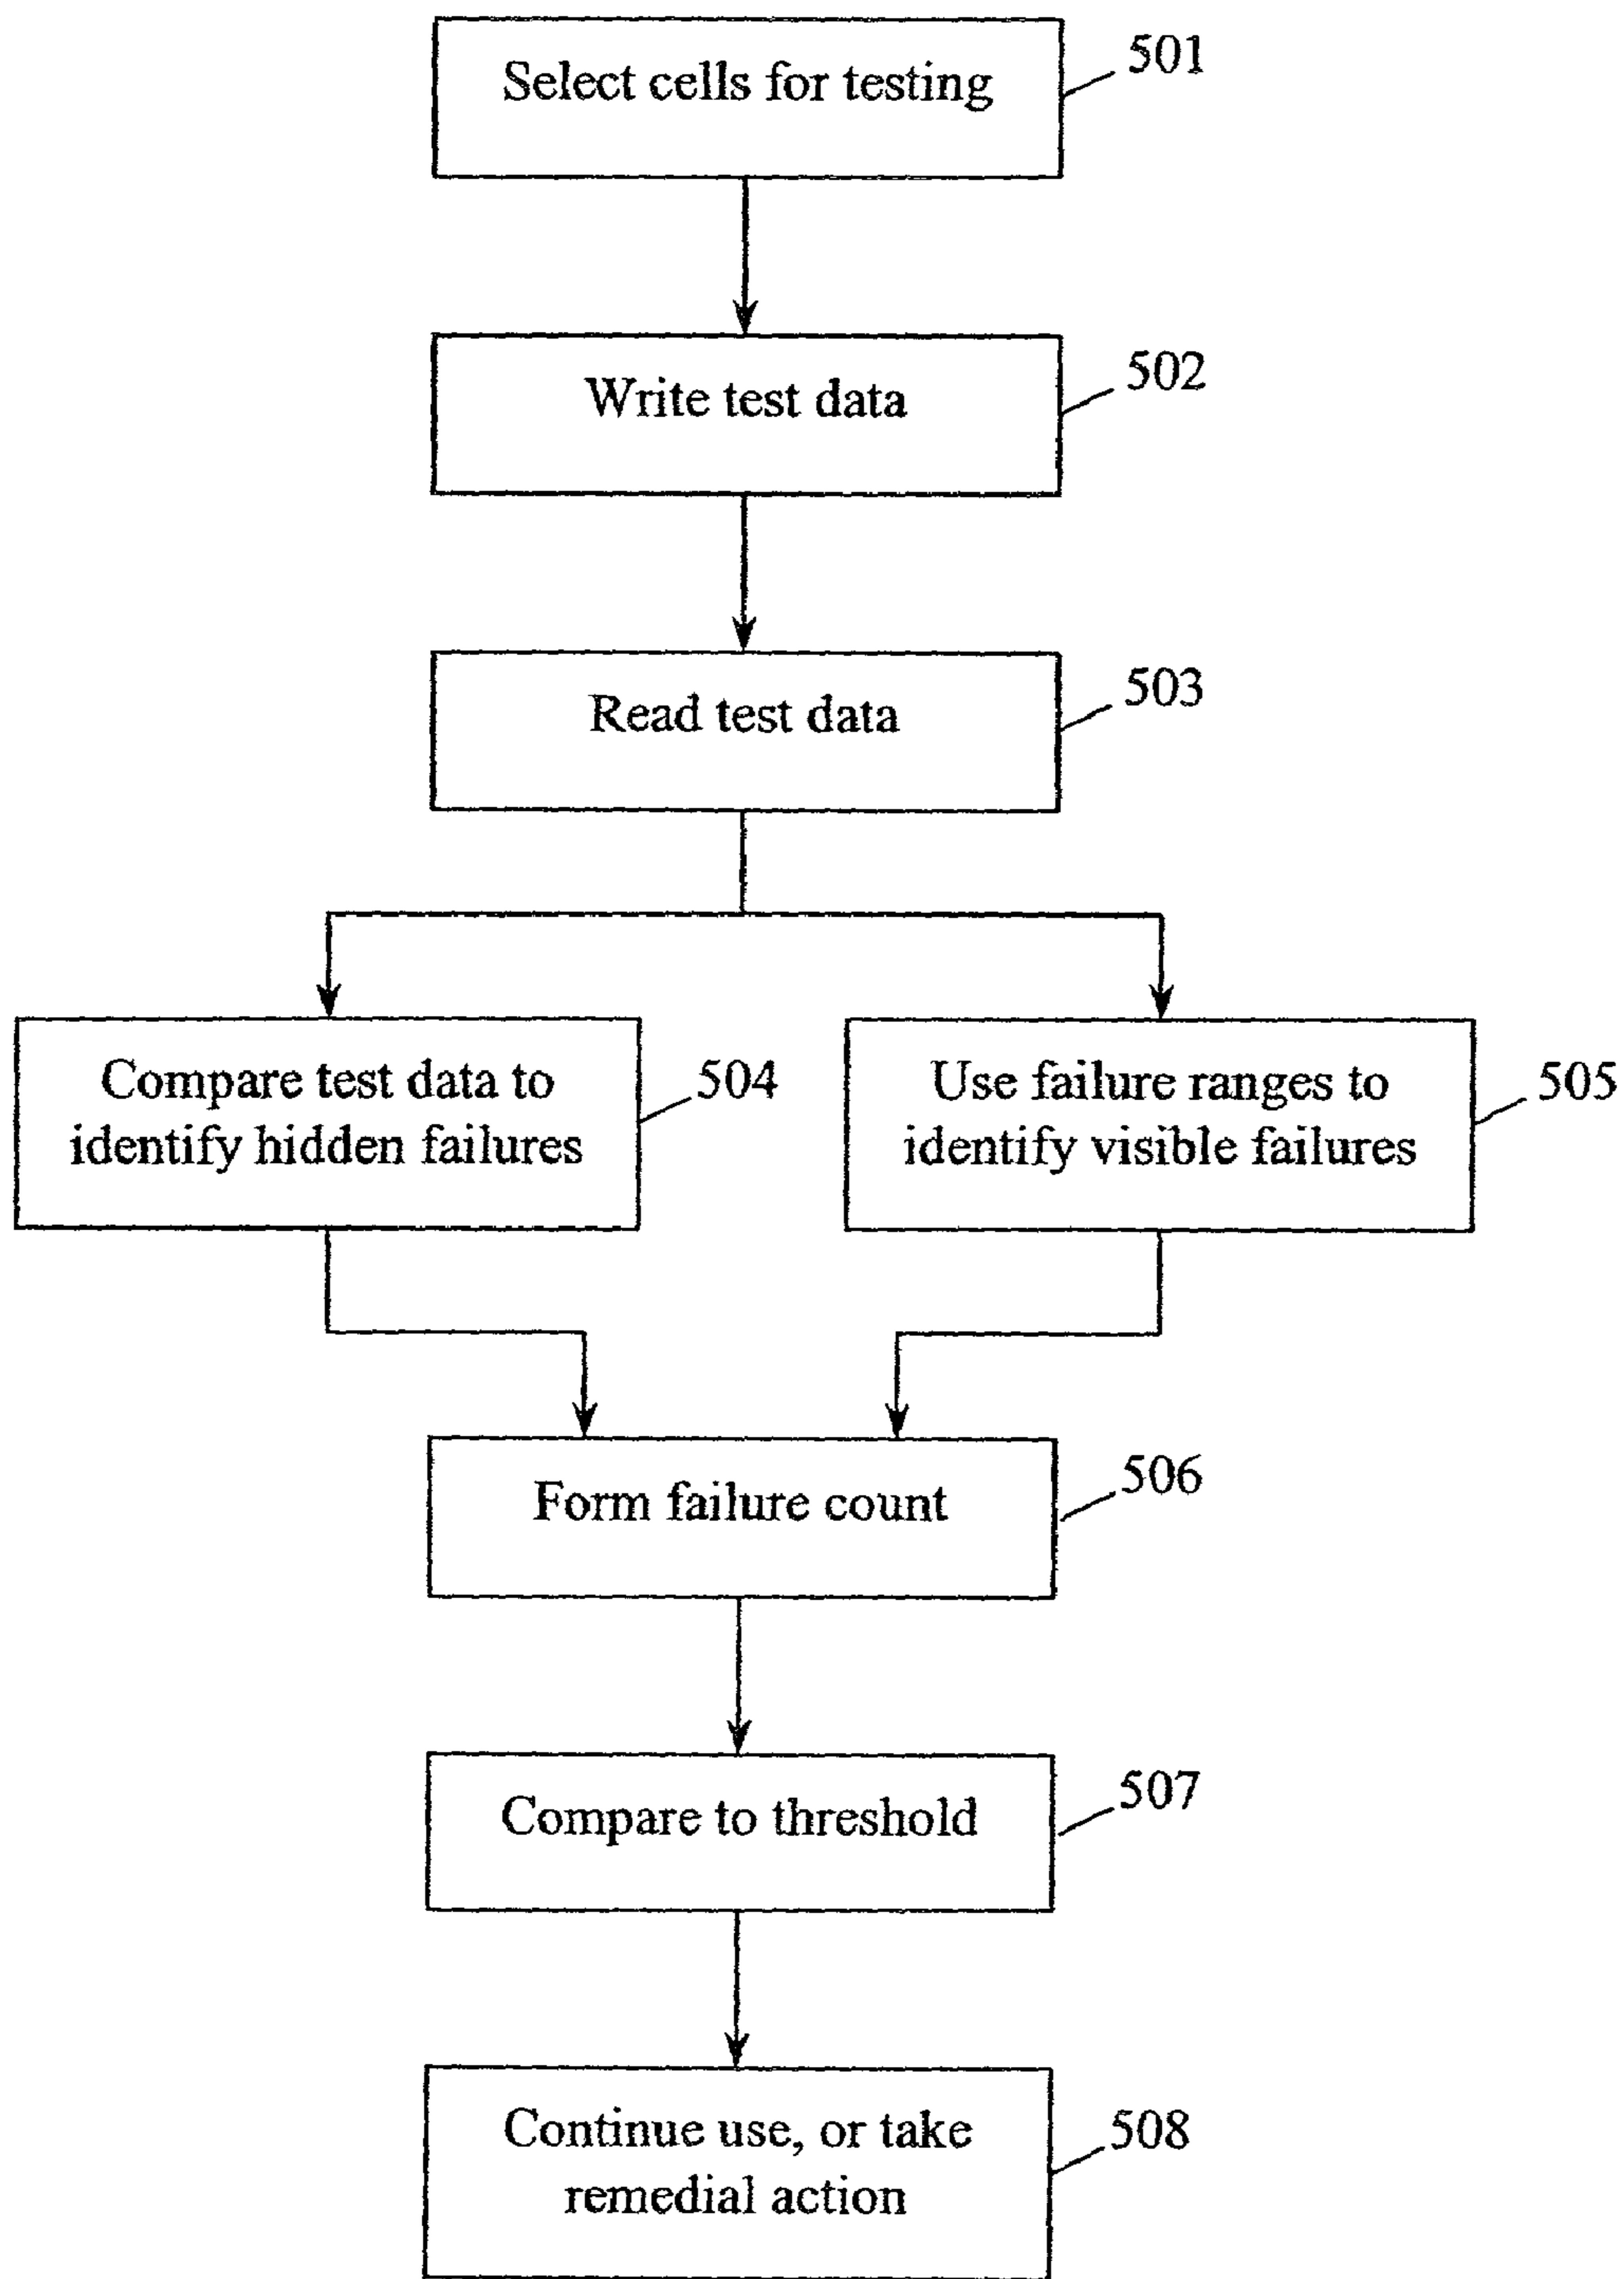 Select cells for testing
501
Write test data
502
Read test data
503
Compare test data to
identify hidden failures
504
Use failure ranges to
identify visible failures
505
Form failure count
506
Compare to threshold
507
Continue use, or take
remedial action
508